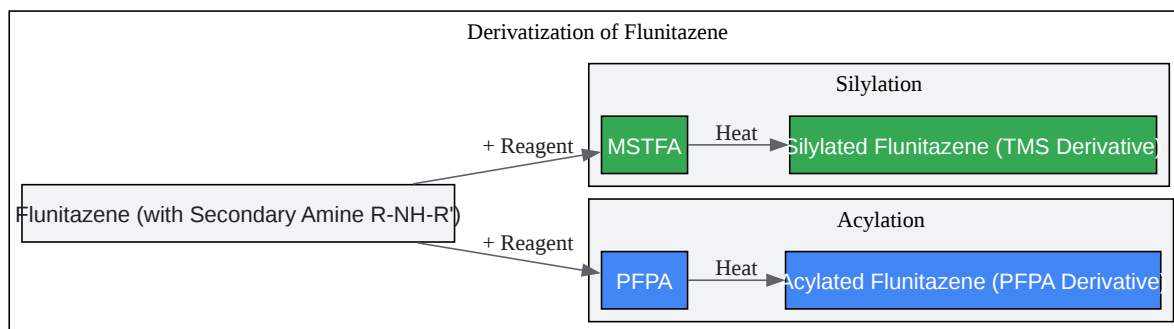 Derivatization of Flunitazene
Silylation
+ Reagent
MSTFA
Heat
Silylated Flunitazene (TMS Derivative)
Flunitazene (with Secondary Amine R-NH-R')
Acylation
+ Reagent
PFPA
Heat
Acylated Flunitazene (PFPA Derivative)